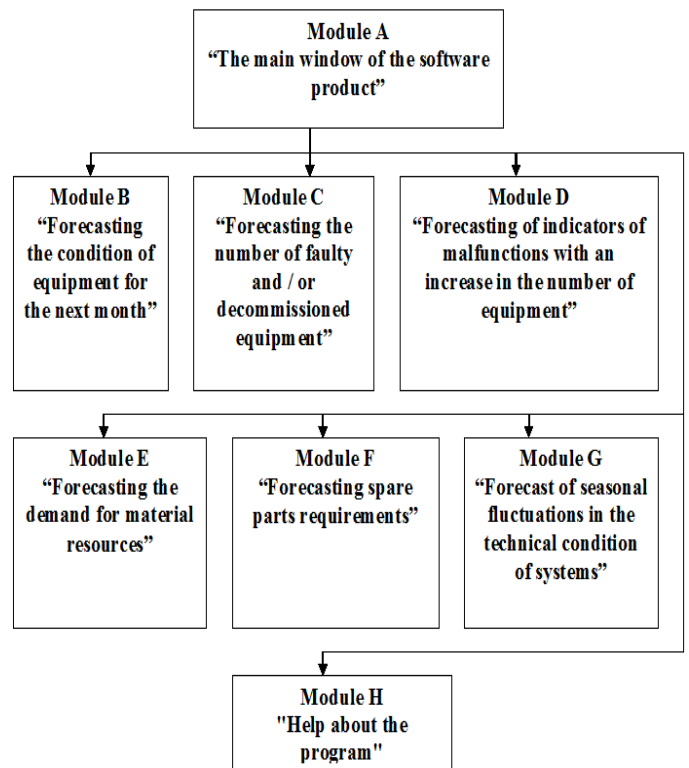 Module A
“The main window of the software
product”
Module B
“Forecasting
the condition of
equipment for
the next month”
Module C
“Forecasting the
number of faulty
and / or
decommissioned
equipment”
Module D
“Forecasting of indicators of
malfunctions with an
increase in the number of
equipment”
Module E
“Forecasting the
demand for material
resources”
Module F
“Forecasting spare
parts requirements”
Module G
“Forecast of seasonal
fluctuations in the
technical condition
of systems”
Module H
"Help about the
program"